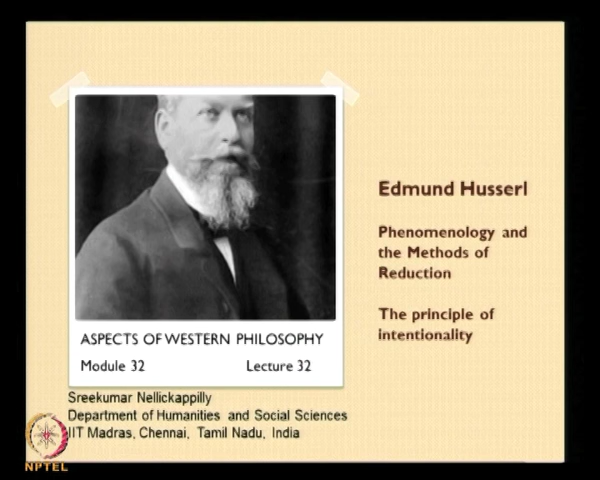 Edmund Husserl
Phenomenology and
the Methods of
Reduction
The principle of
intentionality
ASPECTS OF WESTERN PHILOSOPHY
Module 32 Lecture 32
Sreekumar Nellickappilly
Department of Humanities and Social Sciences
IIT Madras, Chennai, Tamil Nadu, India
NPTEL